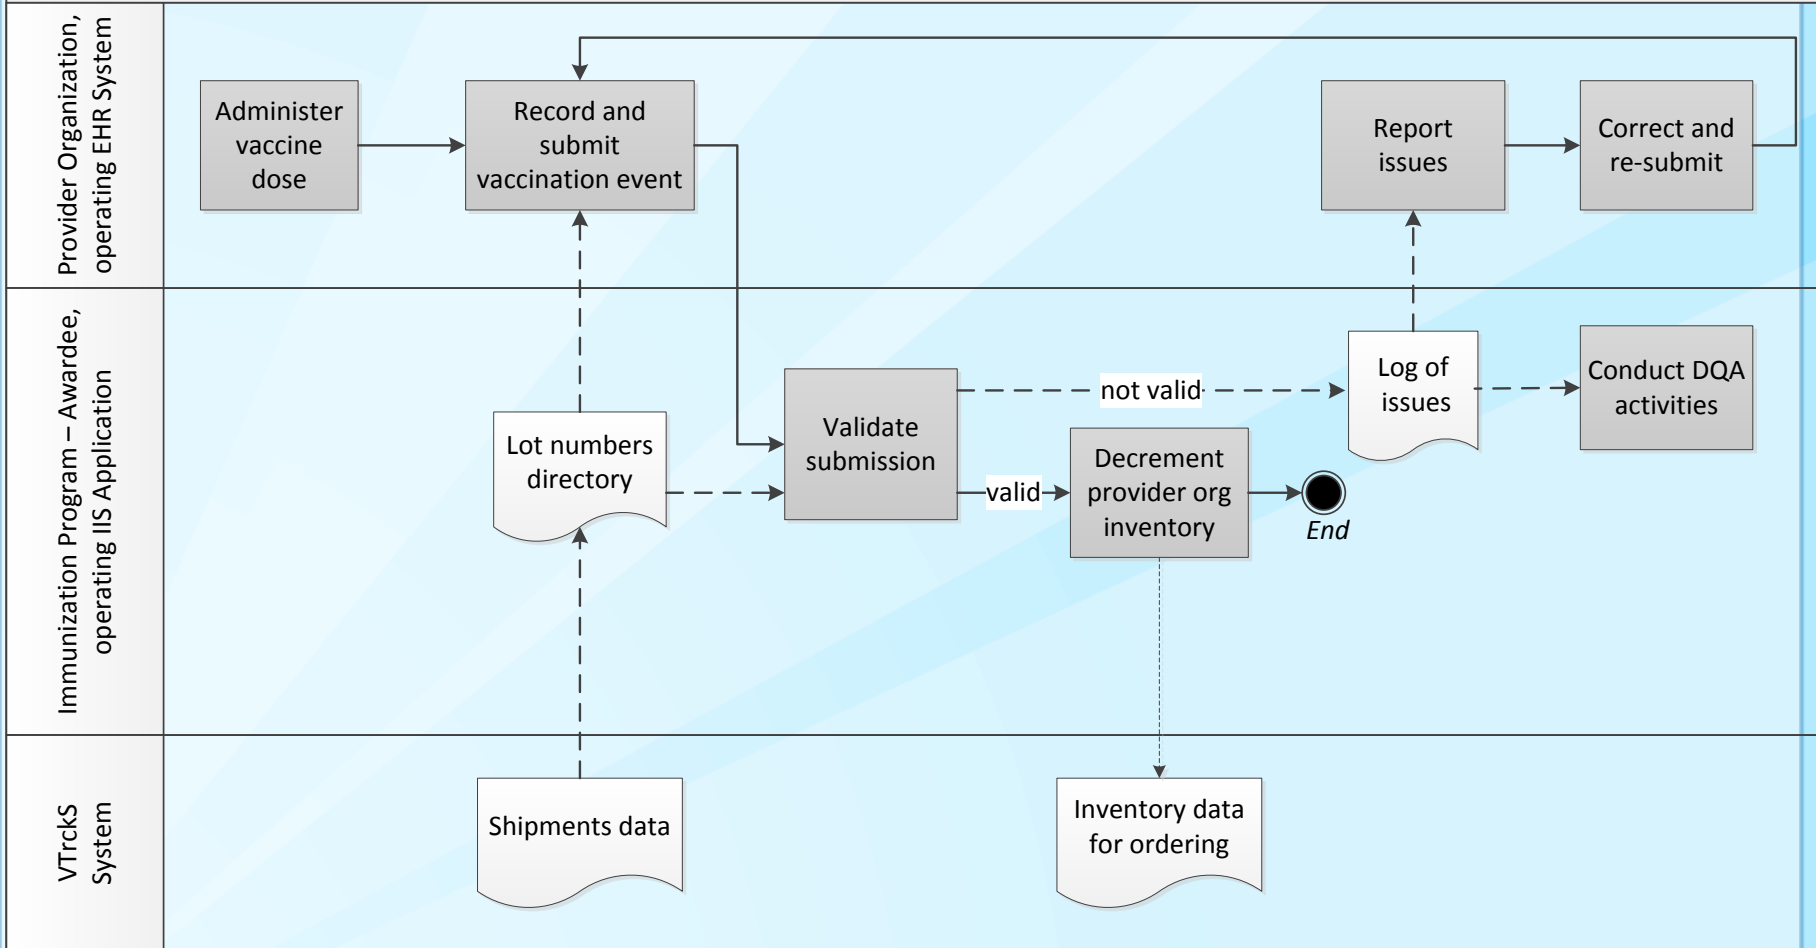 Provider Organization,
operating EHR System
Administer
vaccine
dose
Record and
submit
vaccination event
Report
issues
Correct and
re-submit
Immunization Program – Awardee,
operating IIS Application
Lot numbers
directory
Validate
submission
not valid
valid
Decrement
provider org
inventory
End
Log of
issues
Conduct DQA
activities
VTrckS
System
Shipments data
Inventory data
for ordering